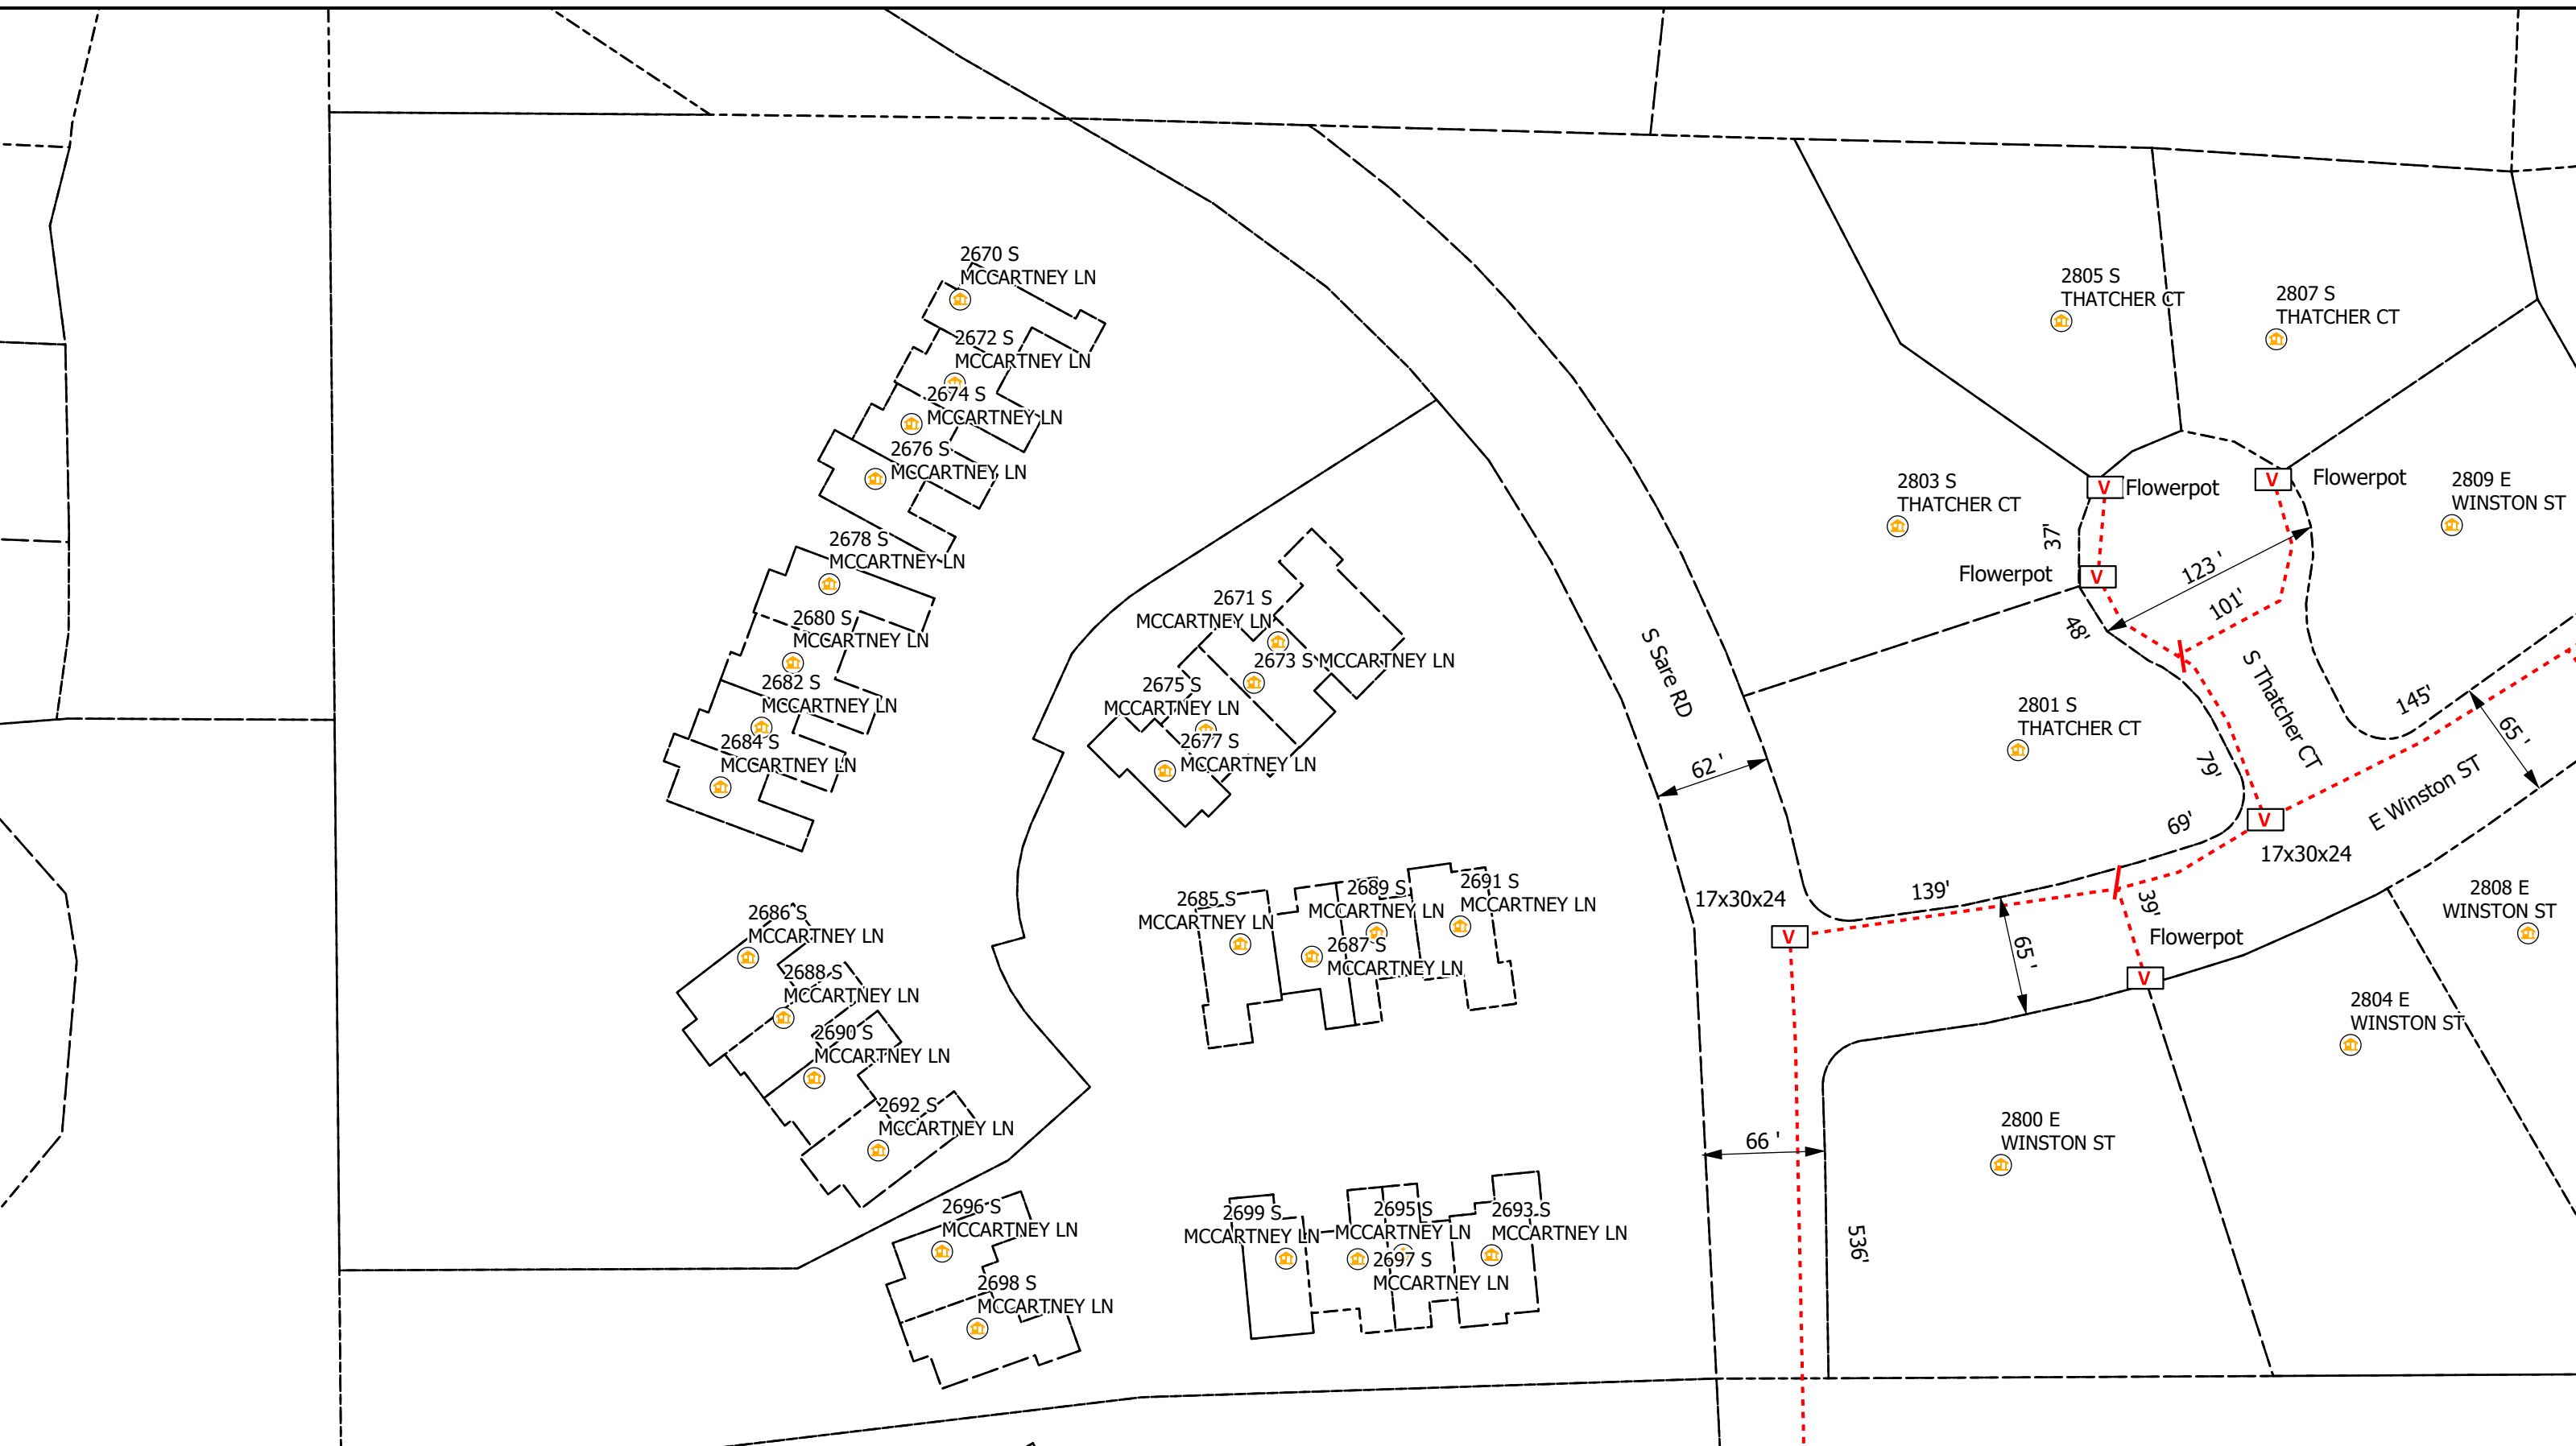 2670 S
MCCARTNEY LN
2672 S
MCCARTNEY LN
2674 S
MCCARTNEY LN
2676 S
MCCARTNEY LN
2678 S
MCCARTNEY LN
2680 S
MCCARTNEY LN
2682 S
MCCARTNEY LN
2684 S
MCCARTNEY LN
2686 S
MCCARTNEY LN
2688 S
MCCARTNEY LN
2690 S
MCCARTNEY LN
2692 S
MCCARTNEY LN
2696 S
MCCARTNEY LN
2698 S
MCCARTNEY LN
2671 S
MCCARTNEY LN
2673 S MCCARTNEY LN
2675 S
MCCARTNEY LN
2677 S
MCCARTNEY LN
2685 S
MCCARTNEY LN
2689 S
MCCARTNEY LN
2687 S
MCCARTNEY LN
2691 S
MCCARTNEY LN
2699 S
MCCARTNEY LN
2695 S
MCCARTNEY LN
2697 S
MCCARTNEY LN
2693 S
MCCARTNEY LN
S Sare RD
62 '
66 '
536'
17x30x24
V
139'
65 '
39'
Flowerpot
V
69'
79'
V
17x30x24
E Winston ST
145'
65 '
S Thatcher CT
48'
37'
123 '
101'
V
Flowerpot
V
Flowerpot
Flowerpot
V
2805 S
THATCHER CT
2807 S
THATCHER CT
2803 S
THATCHER CT
2809 E
WINSTON ST
2801 S
THATCHER CT
2808 E
WINSTON ST
2804 E
WINSTON ST
2800 E
WINSTON ST